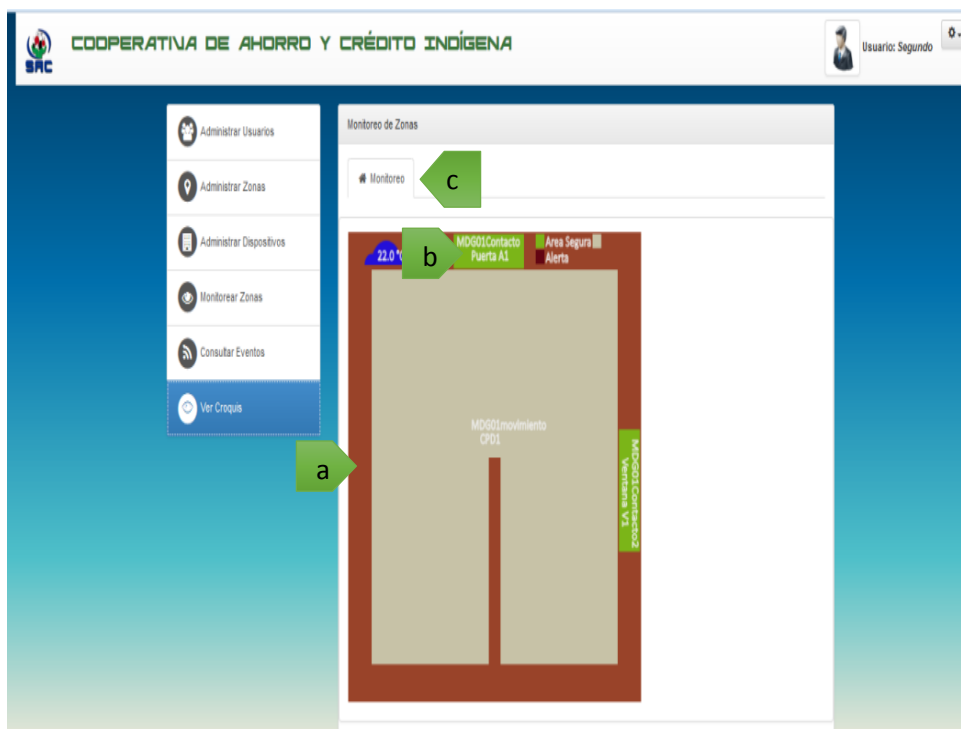 COOPERATIVA DE AHORRO Y CRÉDITO INDÍGENA
SAC
Usuario: Segundo
Administrar Usuarios
Administrar Zonas
Administrar Dispositivos
Monitorear Zonas
Consultar Eventos
Ver Croquis
Monitoreo de Zonas
Monitoreo
c
22.0 °C
b
MDG01Contacto
Puerta A1
Area Segura
Alerta
MDG01movimiento
CPD1
MDG01Contacto2
Ventana V1
a